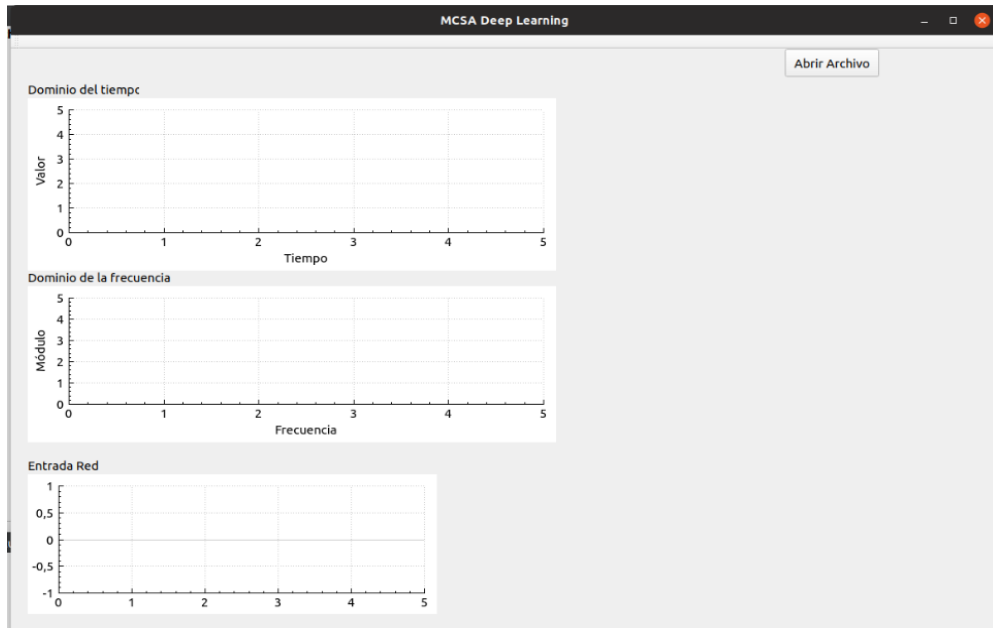 MCSA Deep Learning
Abrir Archivo
Dominio del tiempo
5
4
3
2
1
0
Valor
0 1 2 3 4 5
Tiempo
Dominio de la frecuencia
5
4
3
2
1
0
Módulo
0 1 2 3 4 5
Frecuencia
Entrada Red
1
0,5
0
-0,5
-1
0 1 2 3 4 5